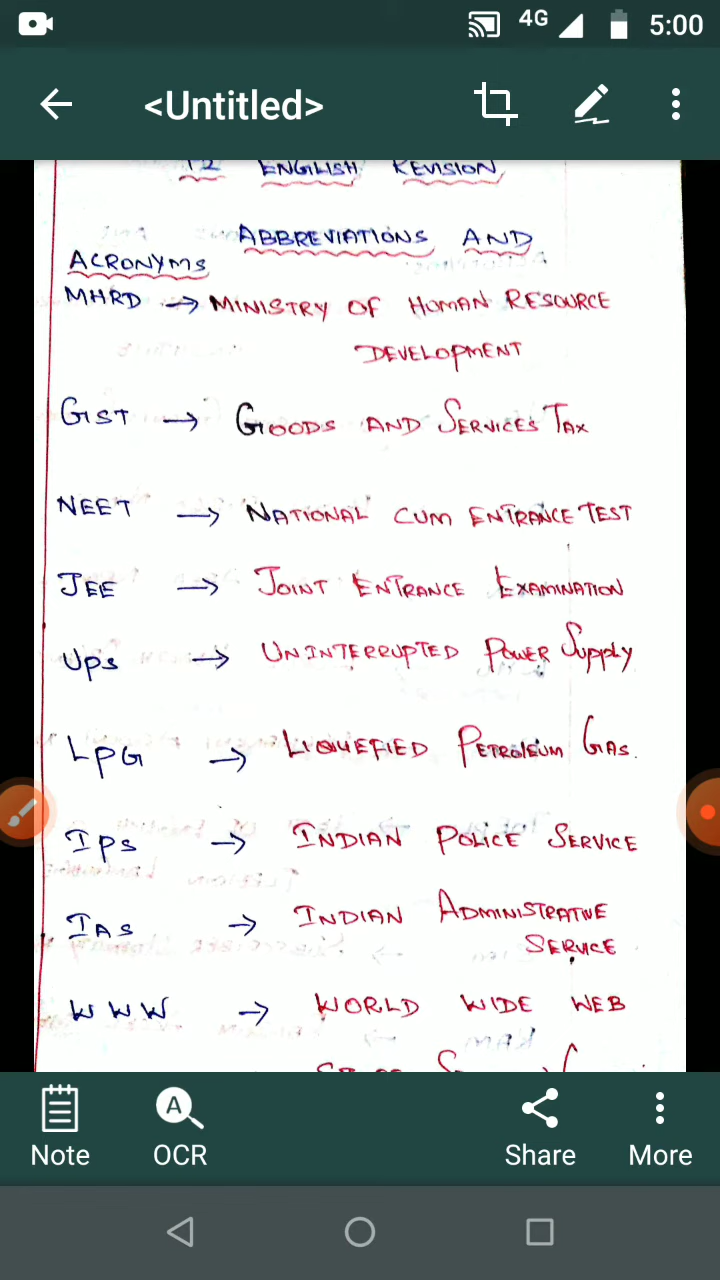 4G 5:00
<Untitled>
12 ENGLISH REVISION
ABBREVIATIONS AND
ACRONYMS
MHRD → MINISTRY OF HUMAN RESOURCE
DEVELOPMENT
GST → GOODS AND SERVICES TAX
NEET → NATIONAL CUM ENTRANCE TEST
JEE → JOINT ENTRANCE EXAMINATION
UPS → UNINTERRUPTED POWER SUPPLY
LPG → LIQUEFIED PETROLEUM GAS.
IPS → INDIAN POLICE SERVICE
IAS → INDIAN ADMINISTRATIVE
SERVICE
WWW → WORLD WIDE WEB
Note OCR Share More